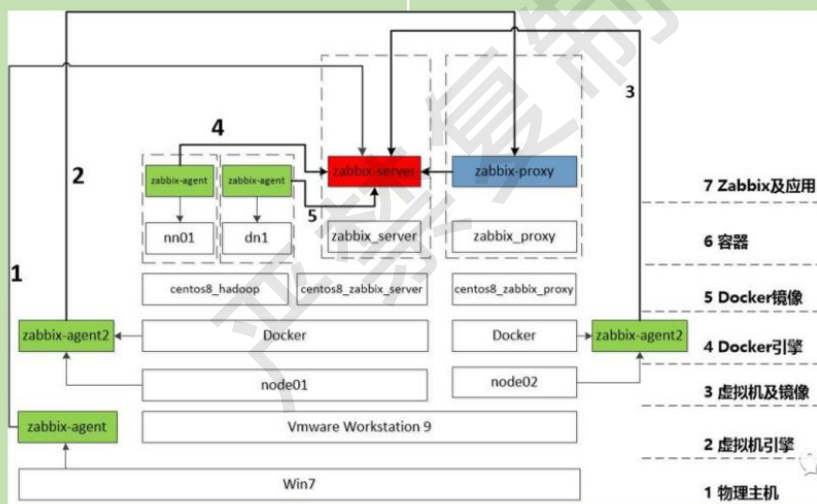 3
4
2
zabbix-server
zabbix-proxy
zabbix-agent
zabbix-agent
7 Zabbix及应用
5
nn01
dn1
zabbix_server
zabbix_proxy
6 容器
1
centos8_hadoop
centos8_zabbix_server
centos8_zabbix_proxy
5 Docker镜像
zabbix-agent2
Docker
Docker
zabbix-agent2
4 Docker引擎
node01
node02
3 虚拟机及镜像
zabbix-agent
Vmware Workstation 9
2 虚拟机引擎
Win7
1 物理主机
严禁复制